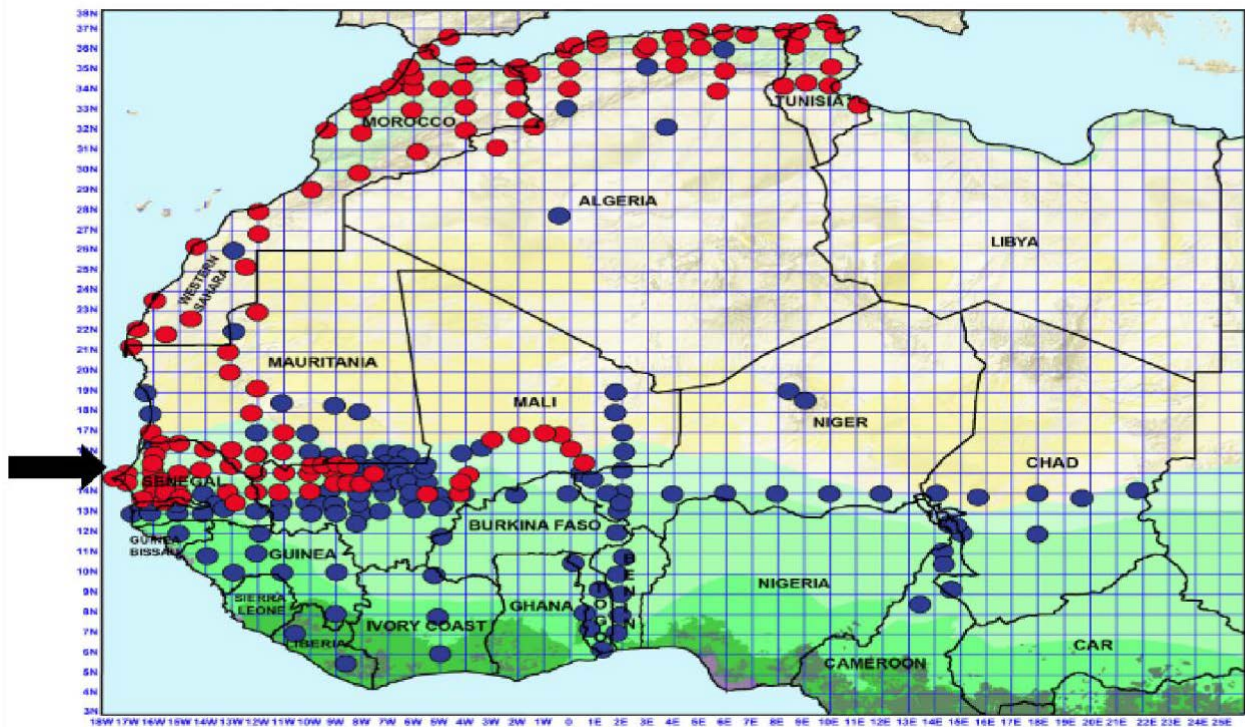 38N
37N
36N
35N
34N
TUNISIA
33N
MOROCCO
32N
31N
30N
29N
28N
ALGERIA
27N
26N
LIBYA
25N
WESTERN
SAHARA
24N
23N
22N
21N
MAURITANIA
20N
19N
MALI
18N
NIGER
17N
16N
CHAD
15N
SENEGAL
14N
13N
BURKINA FASO
12N
GUINEA
BISSAU
11N
GUINEA
BENIN
10N
NIGERIA
9N
SIERRA
LEONE
TOGO
GHANA
8N
IVORY COAST
7N
LIBERIA
6N
CAR
5N
CAMEROON
4N
3N
18W 17W 16W 15W 14W 13W 12W 11W 10W 9W 8W 7W 6W 5W 4W 3W 2W 1W 0 1E 2E 3E 4E 5E 6E 7E 8E 9E 10E 11E 12E 13E 14E 15E 16E 17E 18E 19E 20E 21E 22E 23E 24E 25E